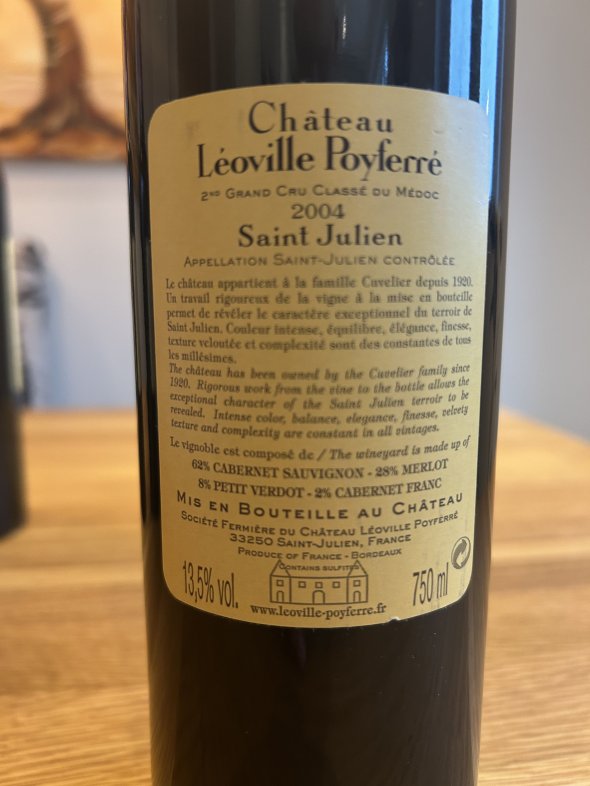 Château
Léoville Poyferré
2ND GRAND CRU CLASSÉ DU MÉDOC
2004
Saint Julien
APPELLATION SAINT-JULIEN CONTRÔLÉE
Le château appartient à la famille Cuvelier depuis 1920.
Un travail rigoureux de la vigne à la mise en bouteille
permet de révéler le caractère exceptionnel du terroir de
Saint Julien. Couleur intense, équilibre, élégance, finesse,
texture veloutée et complexité sont des constantes de tous
les millésimes.
The château has been owned by the Cuvelier family since
1920. Rigorous work from the vine to the bottle allows the
exceptional character of the Saint Julien terroir to be
revealed. Intense color, balance, elegance, finesse, velvety
texture and complexity are constant in all vintages.
Le vignoble est composé de / The wineyard is made up of
62% CABERNET SAUVIGNON - 28% MERLOT
8% PETIT VERDOT - 2% CABERNET FRANC
MIS EN BOUTEILLE AU CHÂTEAU
SOCIÉTÉ FERMIÈRE DU CHÂTEAU LÉOVILLE POYFERRÉ
33250 SAINT-JULIEN, FRANCE
PRODUCE OF FRANCE - BORDEAUX
CONTAINS SULFITES
13,5% vol.
750 ml
www.leoville-poyferre.fr